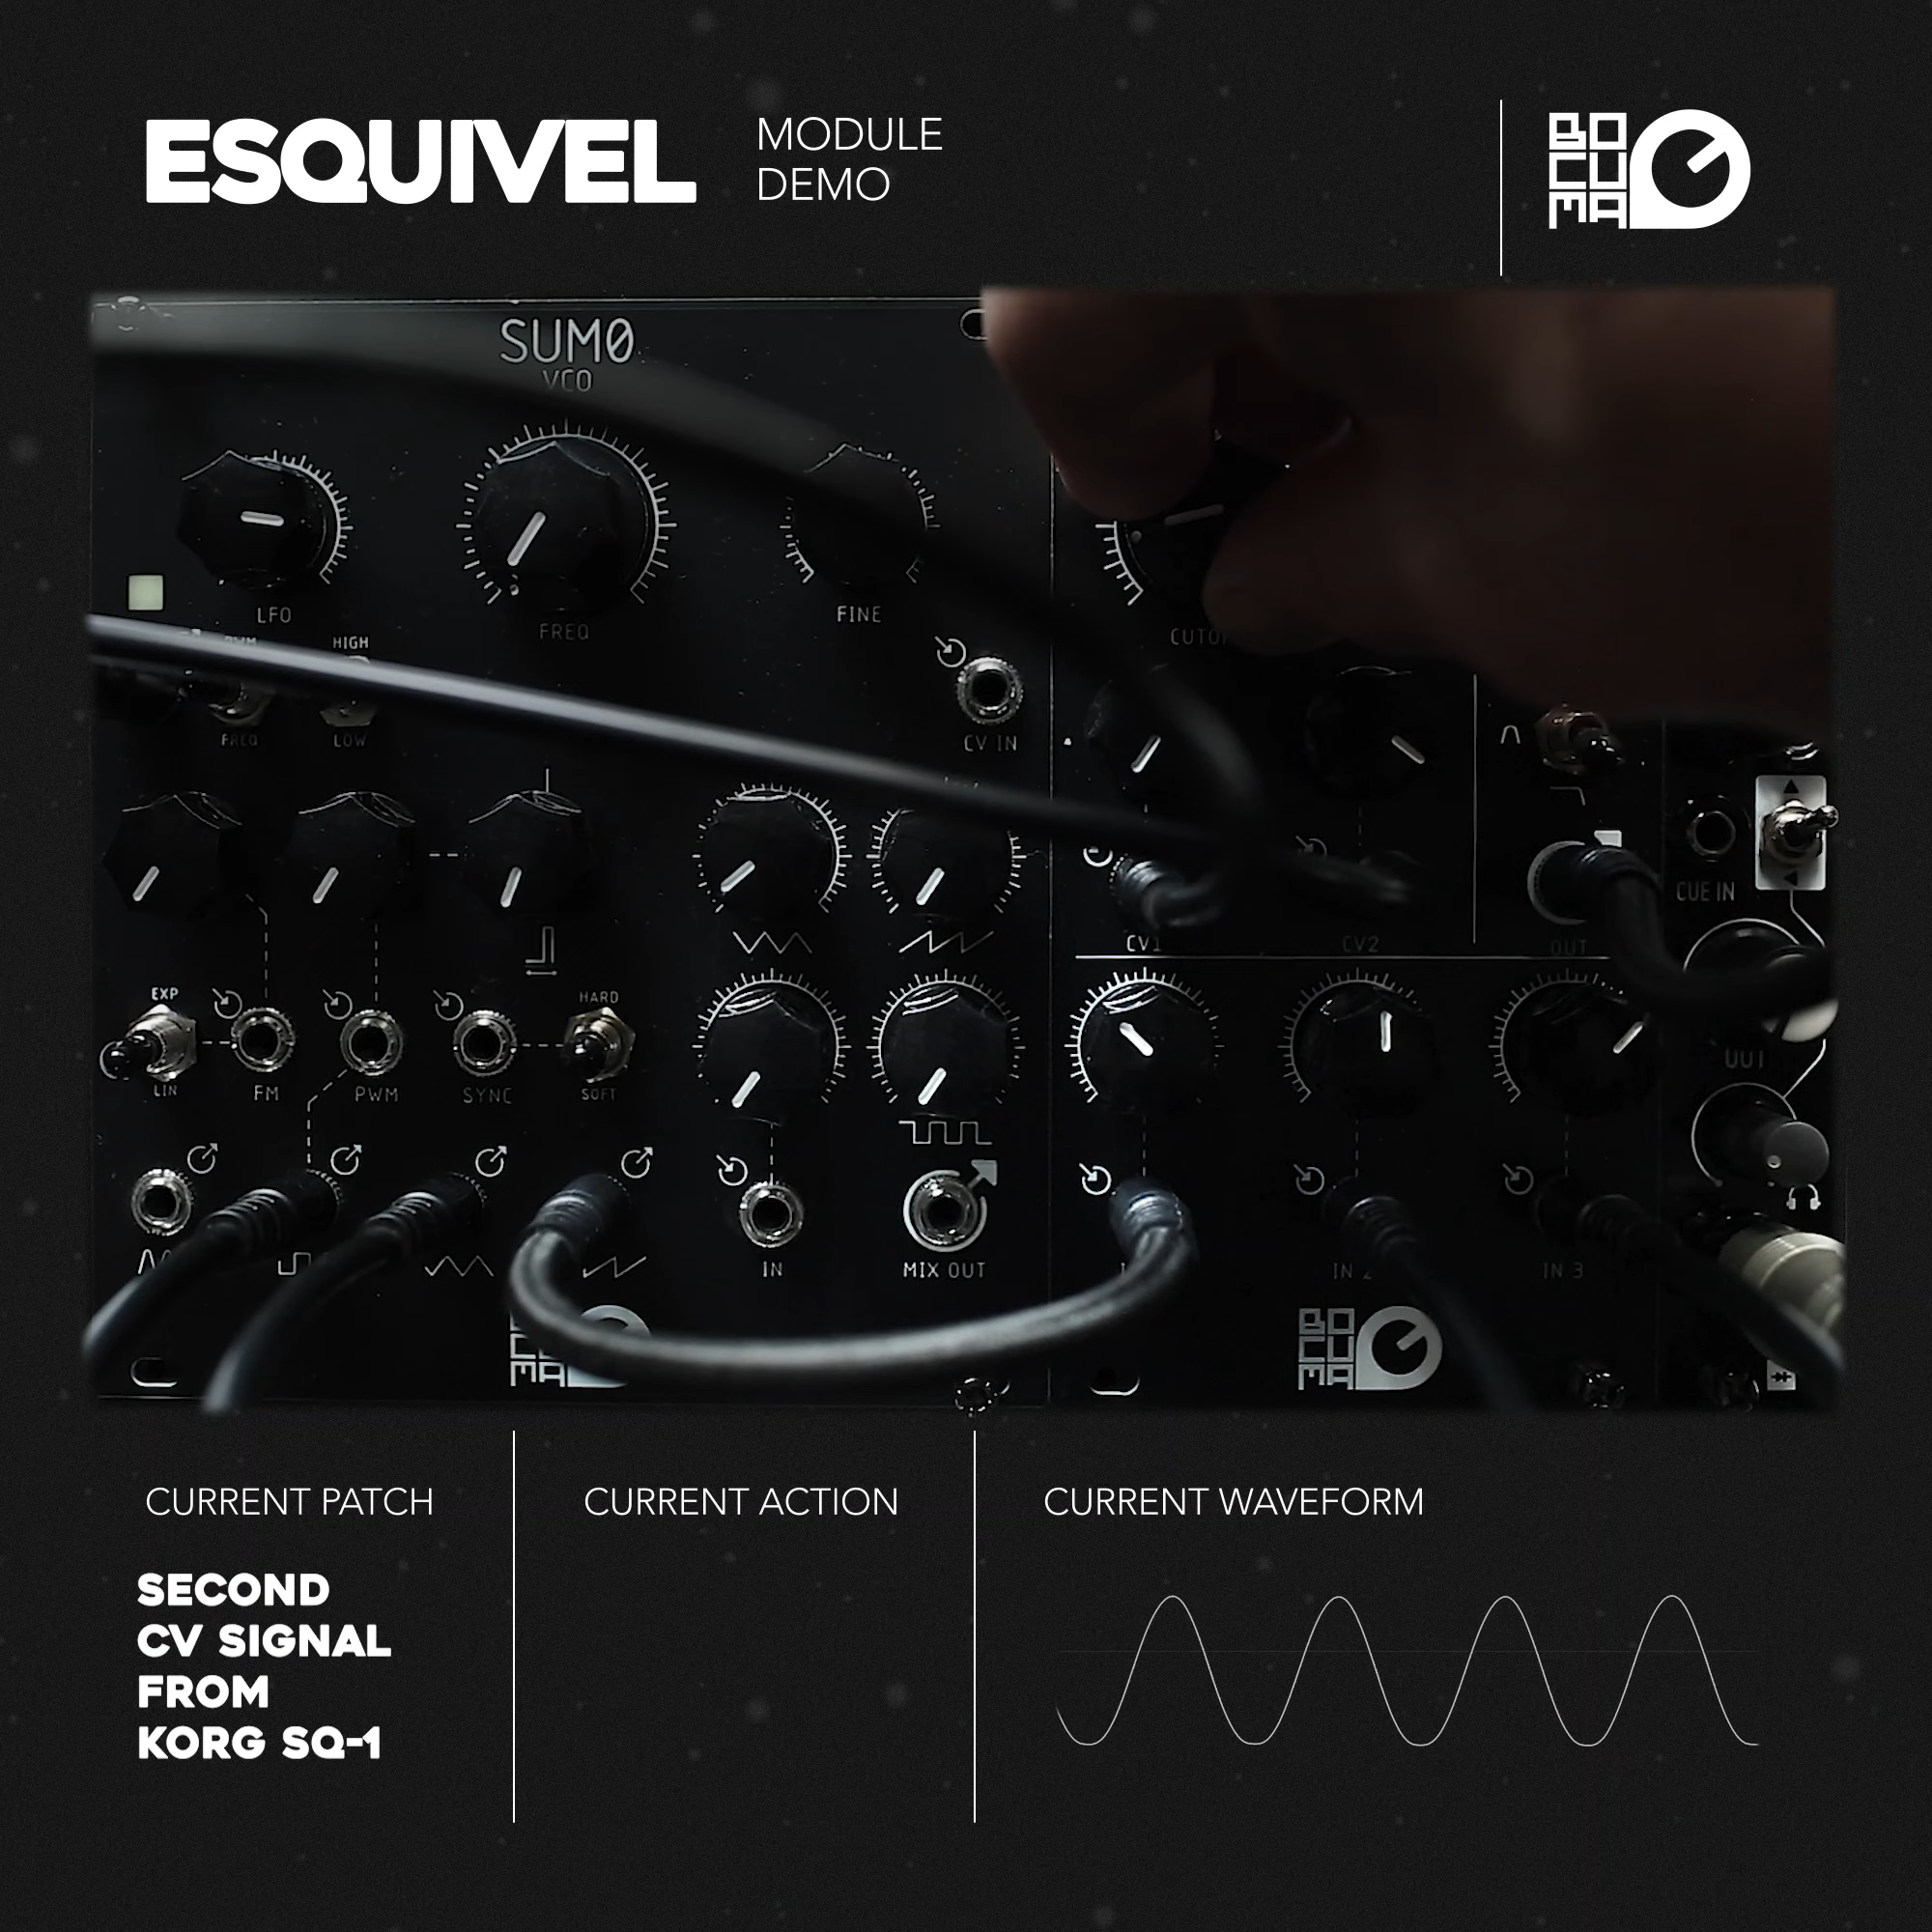 ESQUIVEL
MODULE
DEMO
BO
CU
MA
SUM0
VCO
LFO
FREQ
FINE
HIGH
FREQ
LOW
CV IN
CUE IN
CV1
CV2
OUT
EXP
HARD
LIN
FM
PWM
SYNC
SOFT
OUT
IN
MIX OUT
IN 2
IN 3
MA
BO
CU
MA
CURRENT PATCH
CURRENT ACTION
CURRENT WAVEFORM
SECOND
CV SIGNAL
FROM
KORG SQ-1